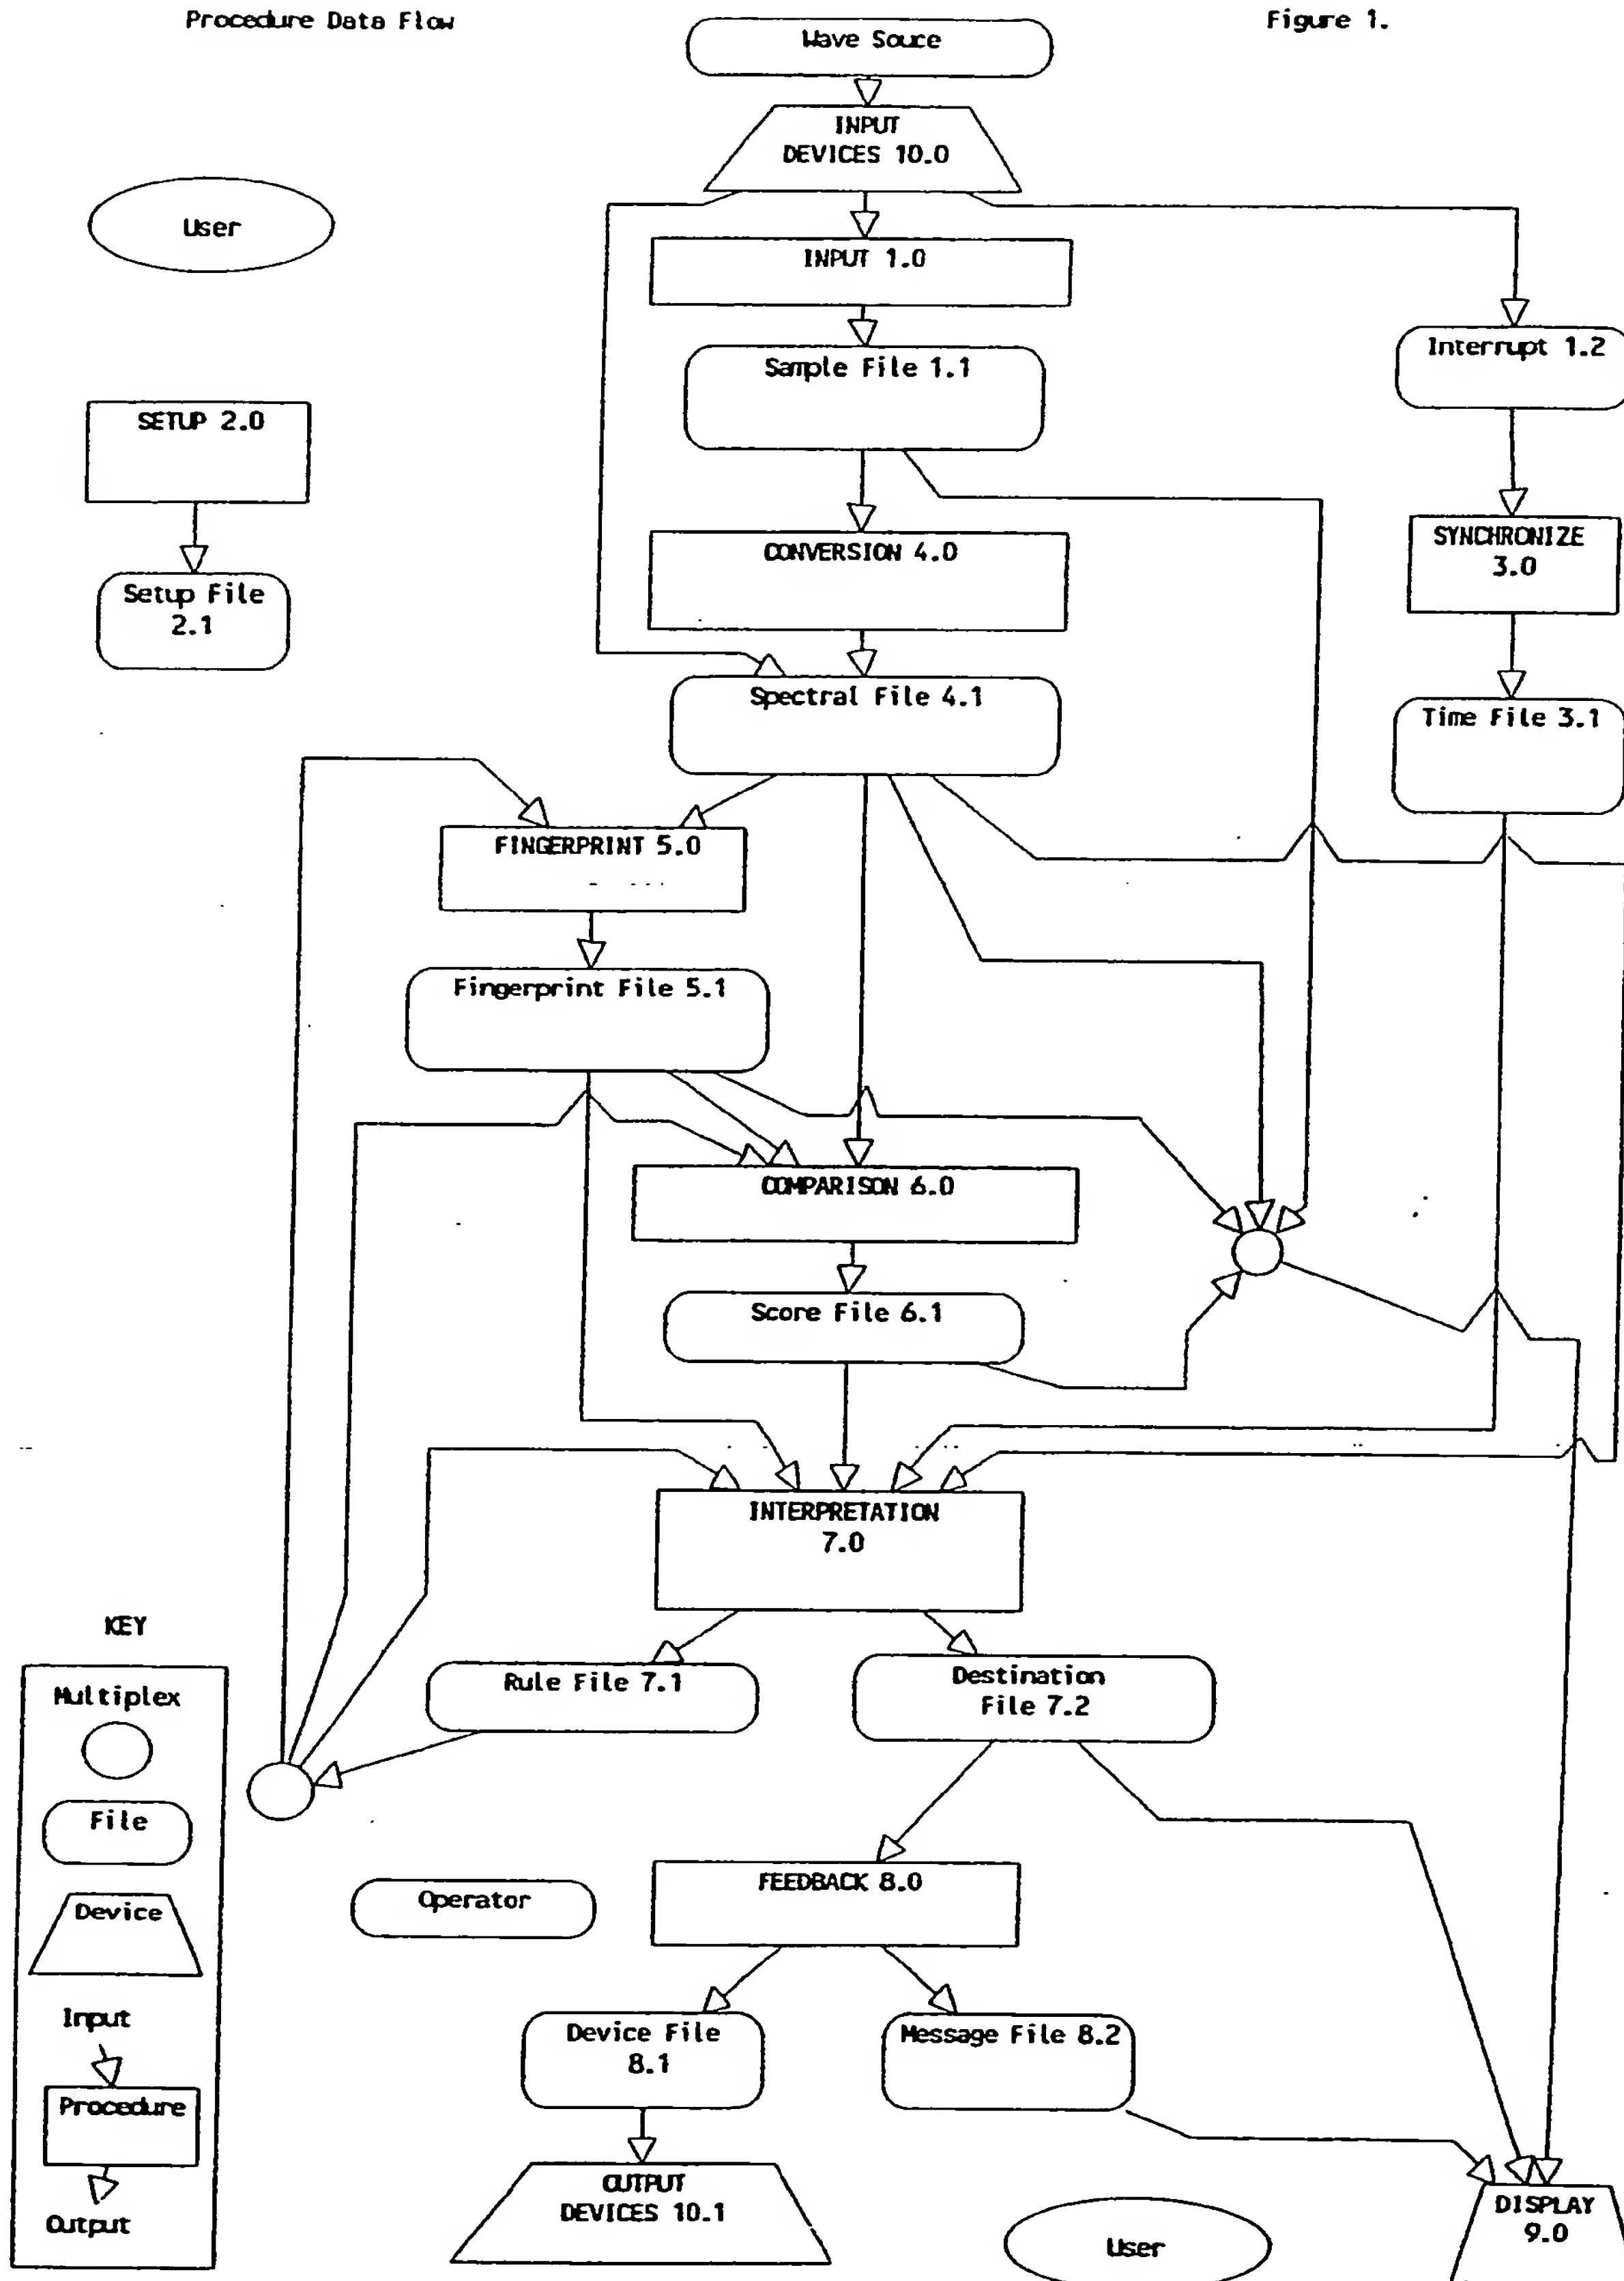 Procedure Data Flow
Figure 1.
Wave Souce
INPUT
DEVICES 10.0
User
INPUT 1.0
Sample File 1.1
Interrupt 1.2
SETUP 2.0
Setup File
2.1
CONVERSION 4.0
SYNCHRONIZE
3.0
Spectral File 4.1
Time File 3.1
FINGERPRINT 5.0
Fingerprint File 5.1
COMPARISON 6.0
Score File 6.1
INTERPRETATION
7.0
Rule File 7.1
Destination
File 7.2
KEY
Multiplex
File
Device
Input
Procedure
Output
Operator
FEEDBACK 8.0
Device File
8.1
Message File 8.2
OUTPUT
DEVICES 10.1
User
DISPLAY
9.0